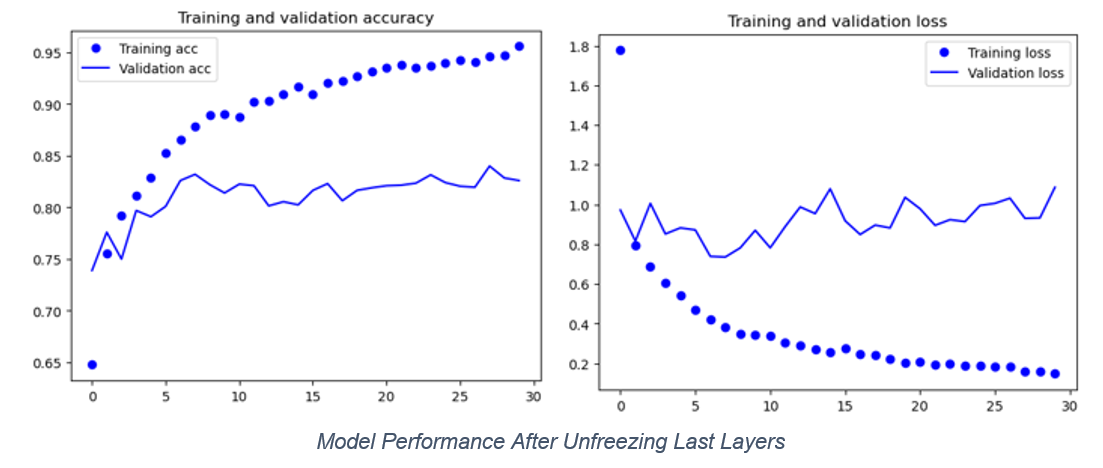 Training and validation accuracy
Training acc
Validation acc
0.95
0.90
0.85
0.80
0.75
0.70
0.65
0 5 10 15 20 25 30
Training and validation loss
Training loss
Validation loss
1.8
1.6
1.4
1.2
1.0
0.8
0.6
0.4
0.2
0 5 10 15 20 25 30
Model Performance After Unfreezing Last Layers